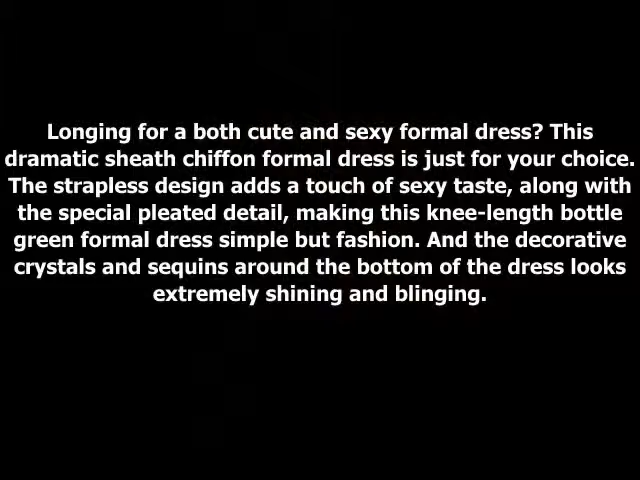 Longing for a both cute and sexy formal dress? This
dramatic sheath chiffon formal dress is just for your choice.
The strapless design adds a touch of sexy taste, along with
the special pleated detail, making this knee-length bottle
green formal dress simple but fashion. And the decorative
crystals and sequins around the bottom of the dress looks
extremely shining and blinging.